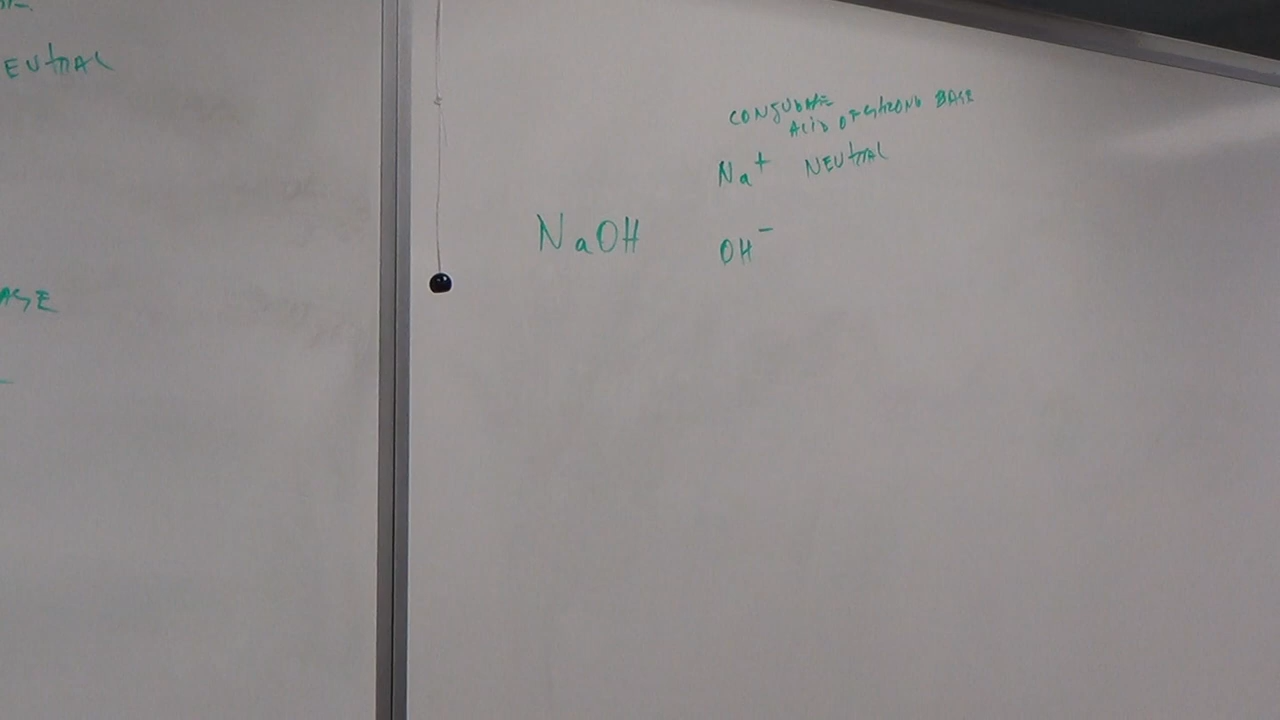 EUTRAL
ASE
CONJUGATE
ACID OF STRONG BASE
Na+ NEUTRAL
NaOH OH-